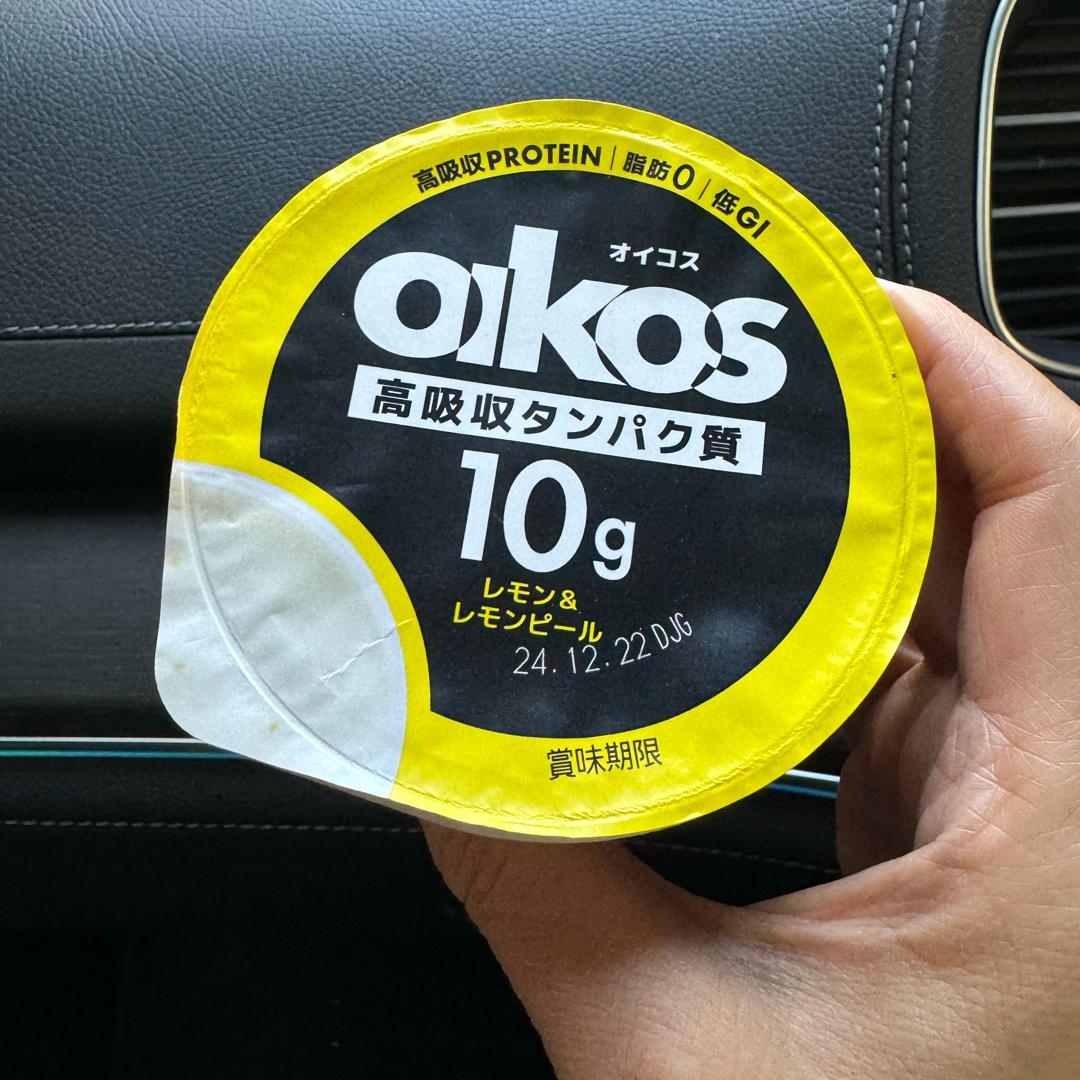 高吸収PROTEIN|脂肪0|低GI
オイコス
oikos
高吸収タンパク質
10g
レモン&
レモンピール
24.12.22DJG
賞味期限